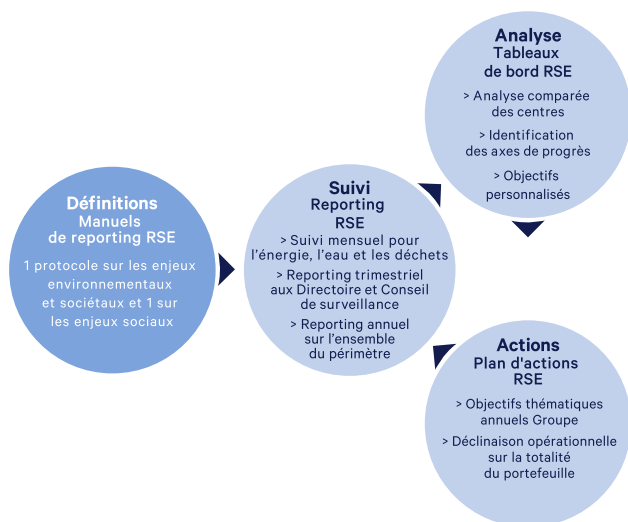 Définitions
Manuels
de reporting RSE
1 protocole sur les enjeux
environnementaux
et sociétaux et 1 sur
les enjeux sociaux
Suivi
Reporting
RSE
> Suivi mensuel pour
l'énergie, l'eau et les déchets
> Reporting trimestriel
aux Directoire et Conseil
de surveillance
> Reporting annuel
sur l'ensemble
du périmètre
Analyse
Tableaux
de bord RSE
> Analyse comparée
des centres
> Identification
des axes de progrès
> Objectifs
personnalisés
Actions
Plan d'actions
RSE
> Objectifs thématiques
annuels Groupe
> Déclinaison opérationnelle
sur la totalité
du portefeuille